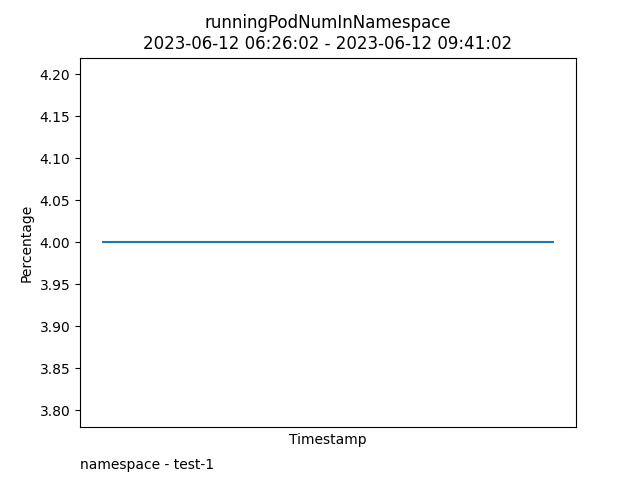 runningPodNumInNamespace
2023-06-12 06:26:02 - 2023-06-12 09:41:02
4.20
4.15
4.10
4.05
4.00
3.95
3.90
3.85
3.80
Percentage
Timestamp
namespace - test-1